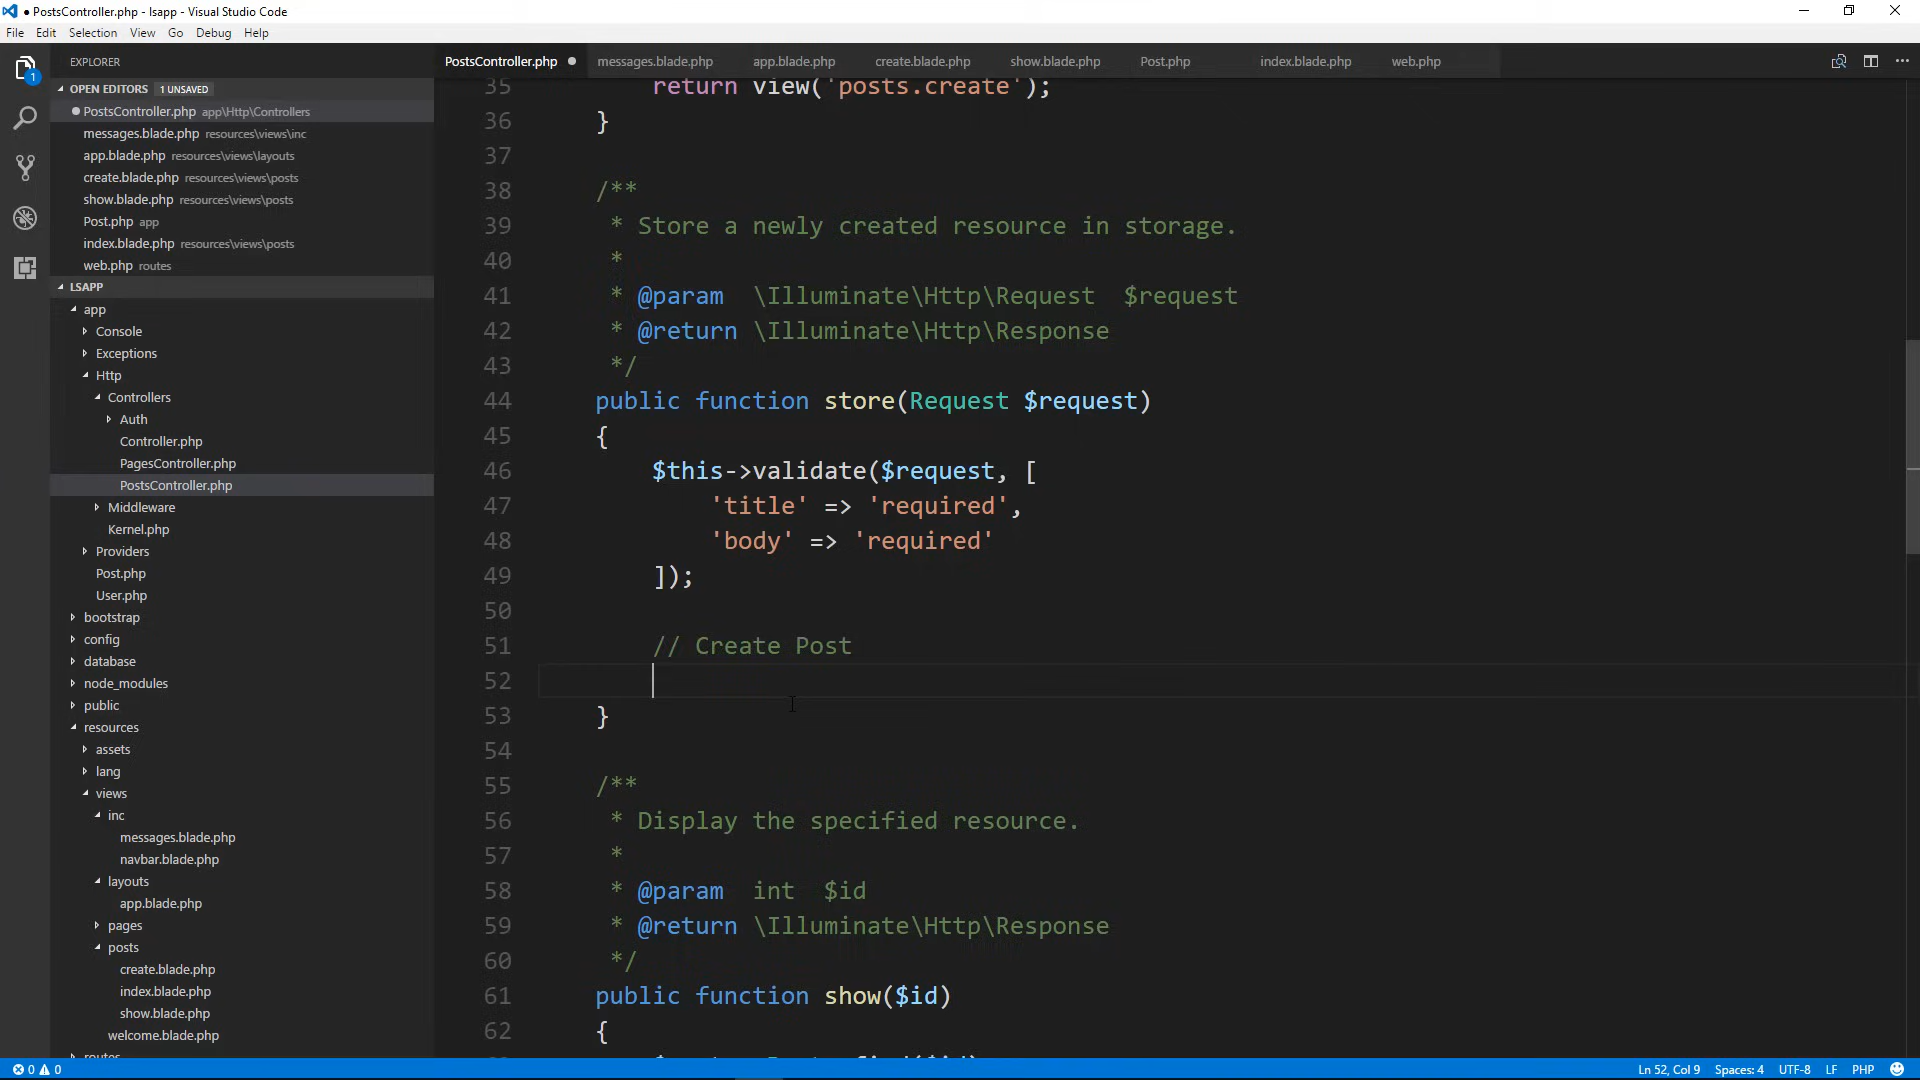 ● PostsController.php - lsapp - Visual Studio Code
File Edit Selection View Go Debug Help
EXPLORER
PostsController.php ● messages.blade.php app.blade.php create.blade.php show.blade.php Post.php index.blade.php web.php
1
OPEN EDITORS 1 UNSAVED
PostsController.php app\Http\Controllers
messages.blade.php resources\views\inc
app.blade.php resources\views\layouts
create.blade.php resources\views\posts
show.blade.php resources\views\posts
Post.php app
index.blade.php resources\views\posts
web.php routes
LSAPP
app
Console
Exceptions
Http
Controllers
Auth
Controller.php
PagesController.php
PostsController.php
Middleware
Kernel.php
Providers
Post.php
User.php
bootstrap
config
database
node_modules
public
resources
assets
lang
views
inc
messages.blade.php
navbar.blade.php
layouts
app.blade.php
pages
posts
create.blade.php
index.blade.php
show.blade.php
welcome.blade.php
routes
35 return view('posts.create');
36 }
37
38 /**
39 * Store a newly created resource in storage.
40 *
41 * @param \Illuminate\Http\Request $request
42 * @return \Illuminate\Http\Response
43 */
44 public function store(Request $request)
45 {
46 $this->validate($request, [
47 'title' => 'required',
48 'body' => 'required'
49 ]);
50
51 // Create Post
52
53 }
54
55 /**
56 * Display the specified resource.
57 *
58 * @param int $id
59 * @return \Illuminate\Http\Response
60 */
61 public function show($id)
62 {
0 0 Ln 52, Col 9 Spaces: 4 UTF-8 LF PHP